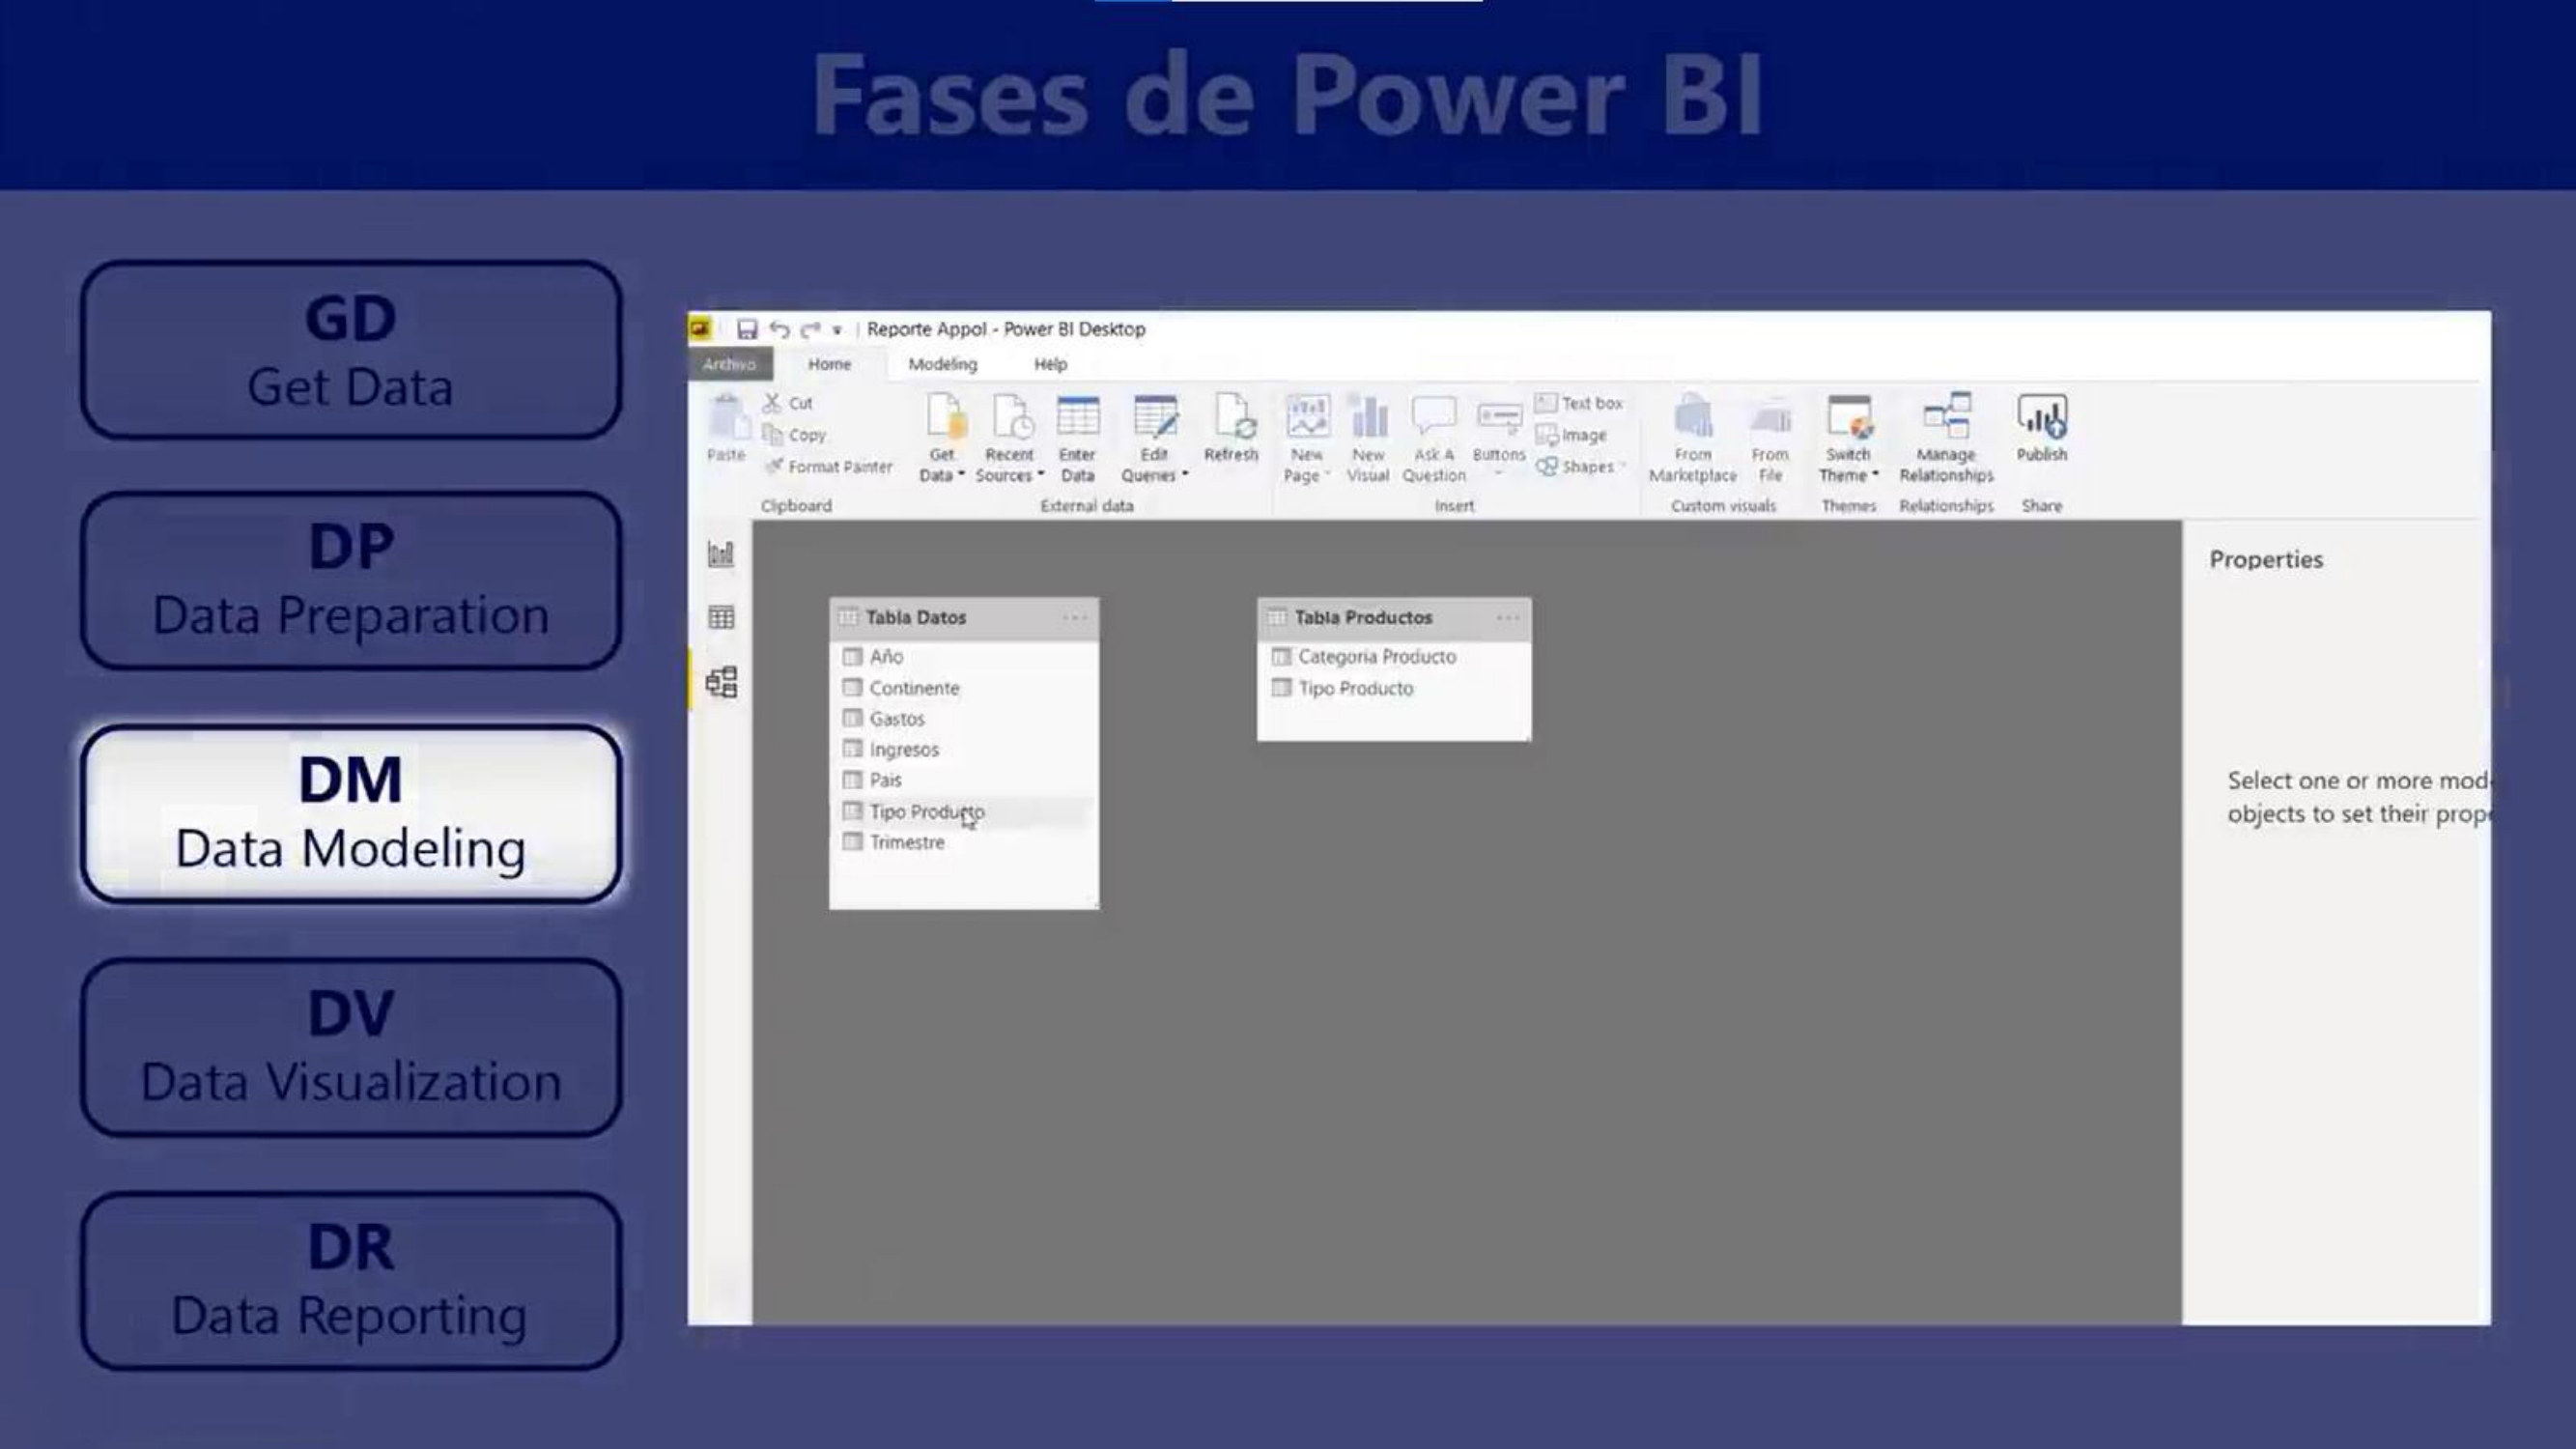 Fases de Power BI
GD
Get Data
DP
Data Preparation
DM
Data Modeling
DV
Data Visualization
DR
Data Reporting
Reporte Appol - Power BI Desktop
Archivo Home Modeling Help
Paste
Cut
Copy
Format Painter
Clipboard
Get Data
Recent Sources
Enter Data
Edit Queries
Refresh
External data
New Page
New Visual
Ask A Question
Buttons
Text box
Image
Shapes
Insert
From Marketplace
From File
Custom visuals
Switch Theme
Themes
Manage Relationships
Relationships
Publish
Share
Tabla Datos
Año
Continente
Gastos
Ingresos
Pais
Tipo Producto
Trimestre
Tabla Productos
Categoria Producto
Tipo Producto
Properties
Select one or more mod
objects to set their prop